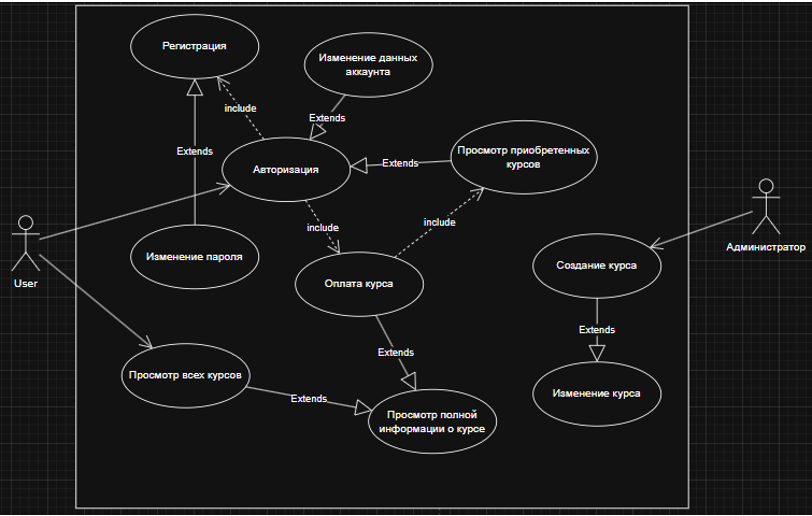 Регистрация
Изменение данных
аккаунта
include
Extends
Extends
Авторизация
Extends
Просмотр приобретенных
курсов
include
include
User
Изменение пароля
Оплата курса
Создание курса
Администратор
Extends
Extends
Просмотр всех курсов
Extends
Просмотр полной
информации о курсе
Изменение курса